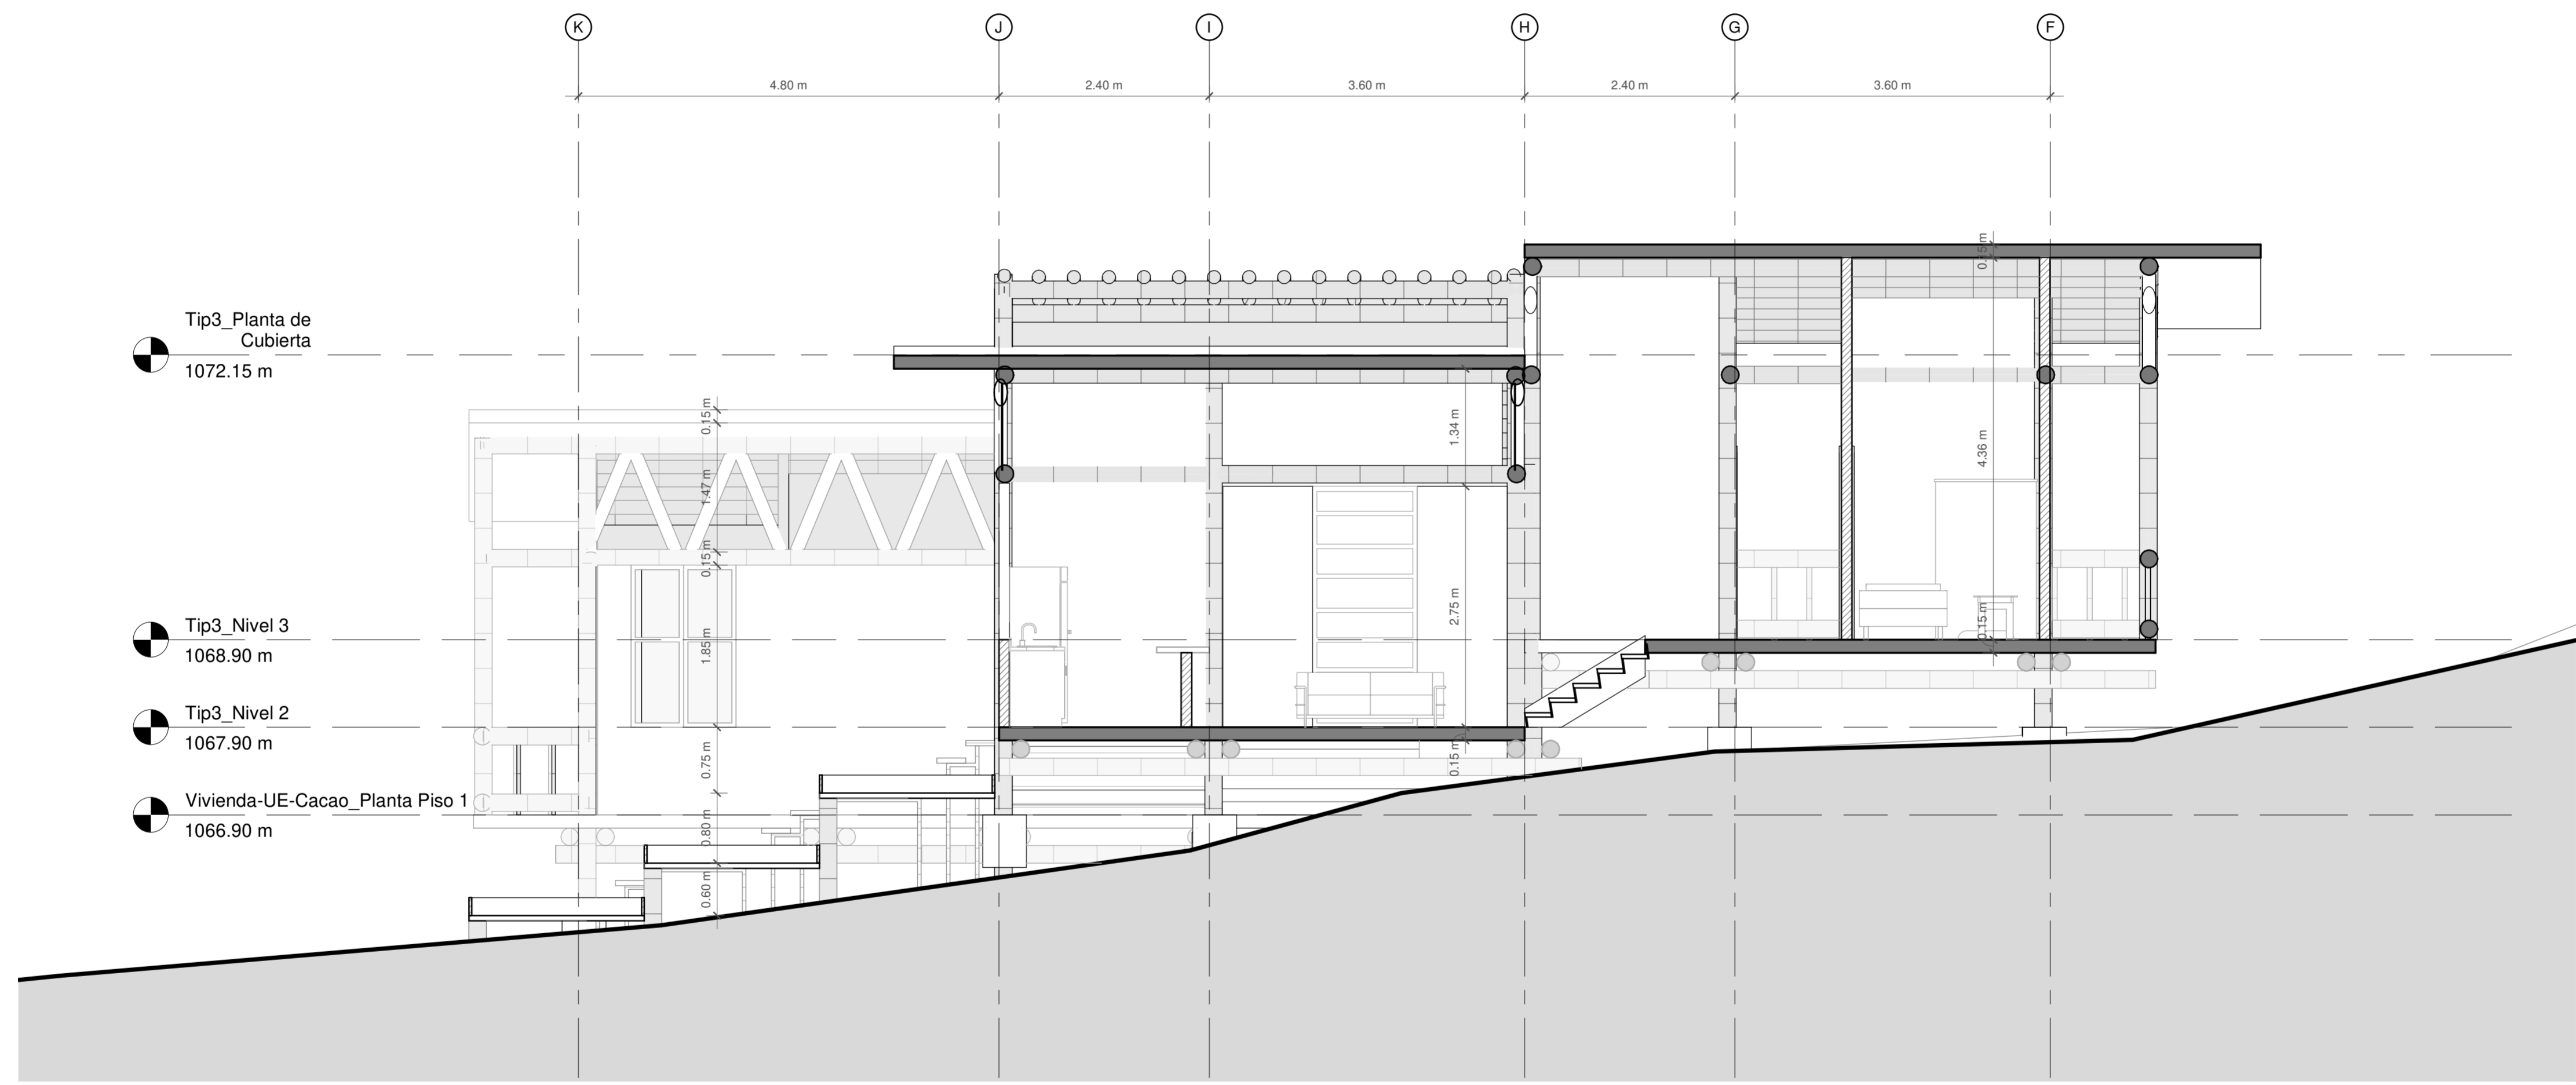 K
J
I
H
G
F
4.80 m
2.40 m
3.60 m
2.40 m
3.60 m
Tip3_Planta de
Cubierta
1072.15 m
Tip3_Nivel 3
1068.90 m
Tip3_Nivel 2
1067.90 m
Vivienda-UE-Cacao_Planta Piso 1
1066.90 m
0.15 m
1.47 m
0.15 m
1.85 m
0.75 m
0.80 m
0.60 m
1.34 m
2.75 m
0.15 m
0.15 m
4.36 m
0.15 m